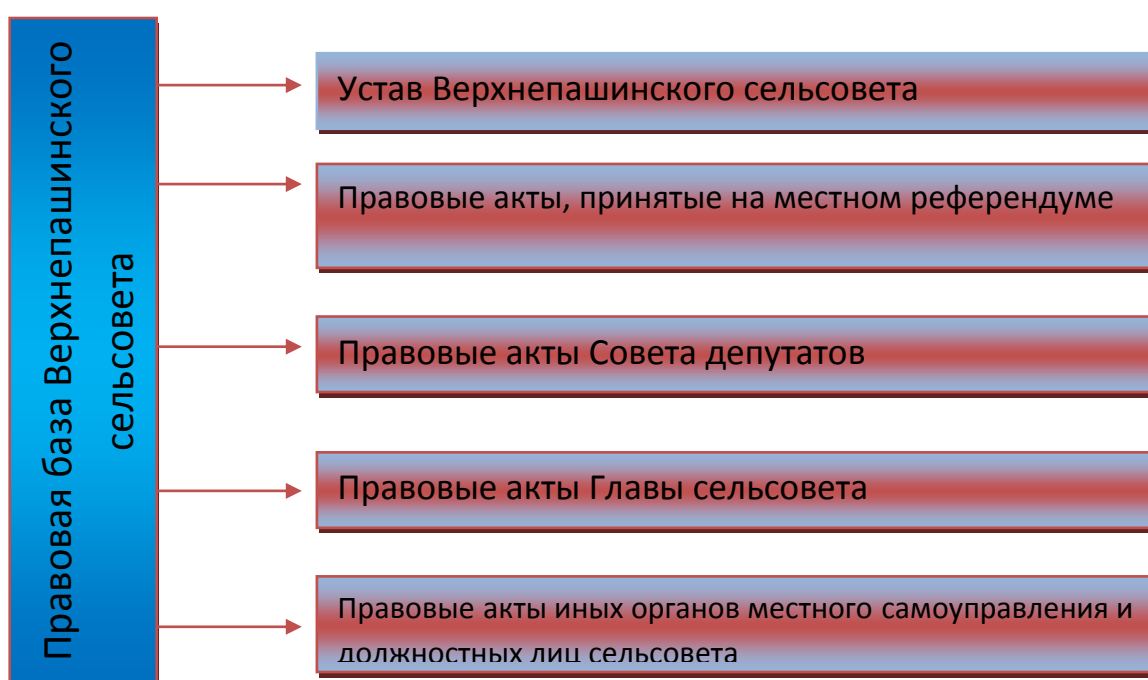 Правовая база Верхнепашинского
сельсовета
Устав Верхнепашинского сельсовета
Правовые акты, принятые на местном референдуме
Правовые акты Совета депутатов
Правовые акты Главы сельсовета
Правовые акты иных органов местного самоуправления и
должностных лиц сельсовета